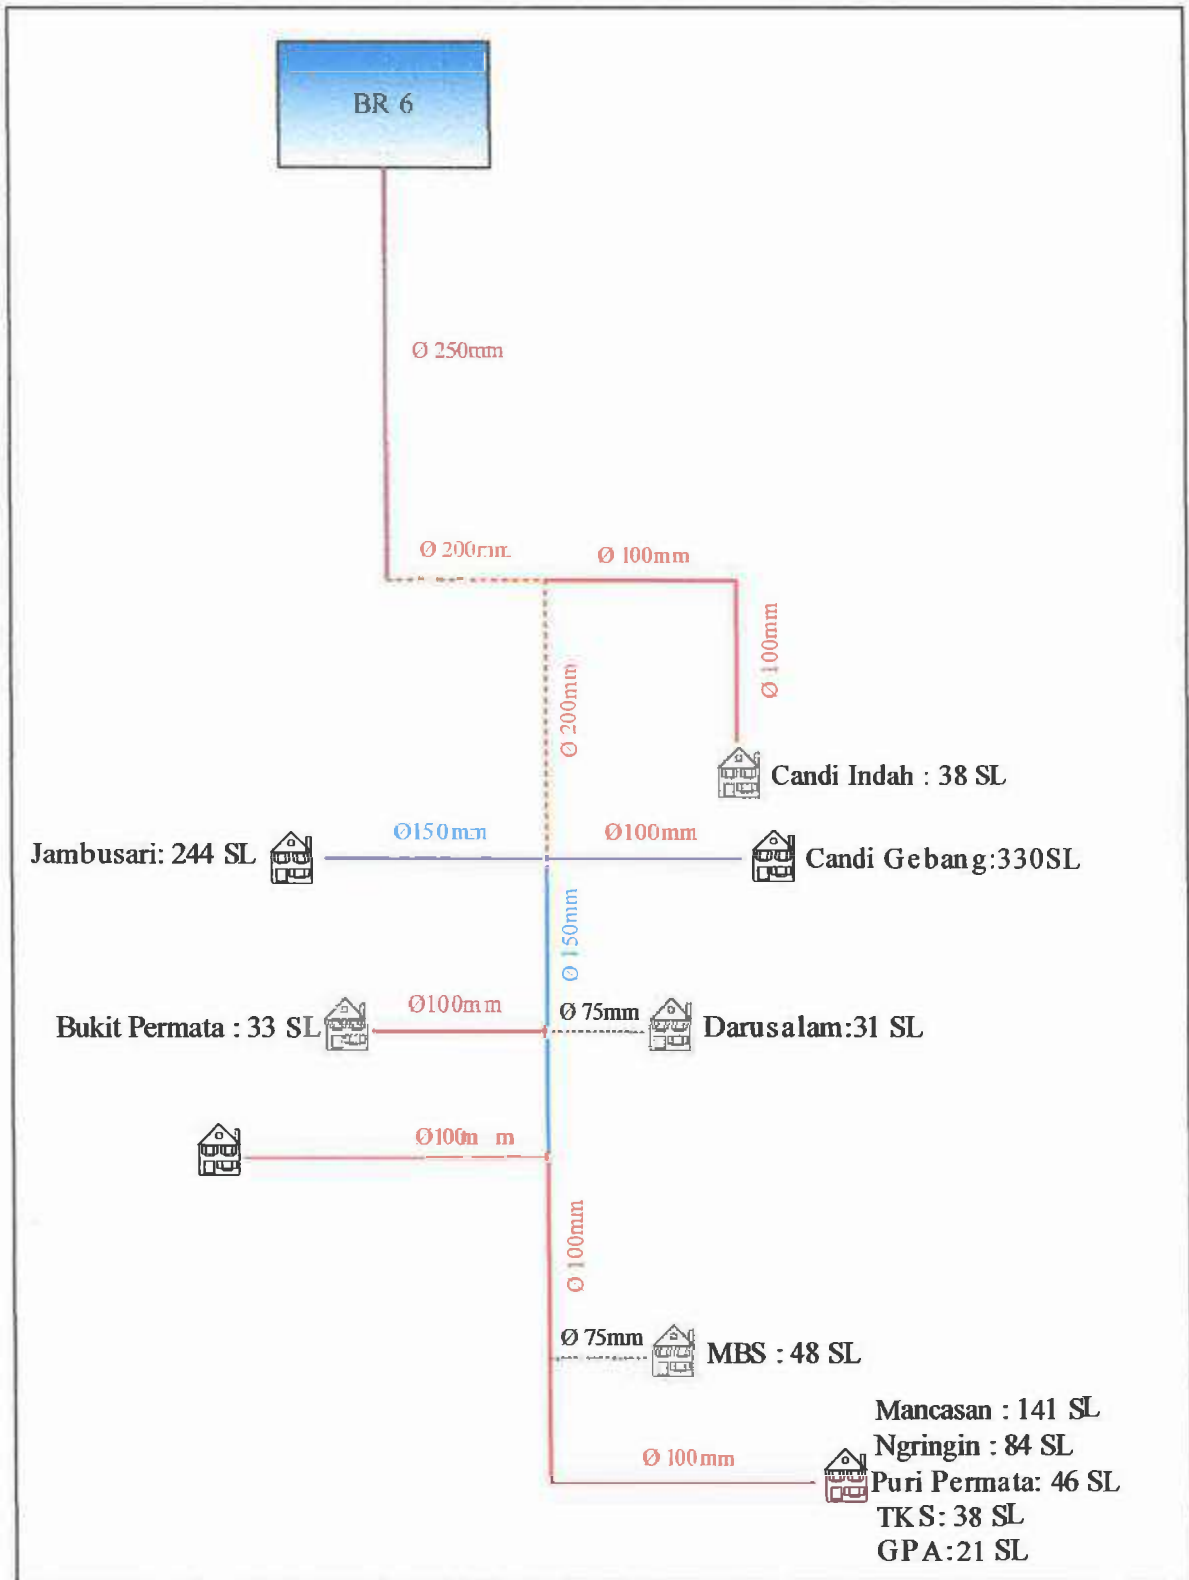 BR 6
Ø 250mm
Ø 200mm
Ø 100mm
Ø 100mm
Ø 200mm
Candi Indah : 38 SL
Ø150mm
Ø100mm
Jambusari: 244 SL
Candi Gebang:330SL
Ø 150mm
Ø100mm
Ø 75mm
Bukit Permata : 33 SL
Darusalam:31 SL
Ø100m m
Ø 100mm
Ø 75mm
MBS : 48 SL
Mancasan : 141 SL
Ø 100mm
Ngringin : 84 SL
Puri Permata: 46 SL
TKS: 38 SL
GPA:21 SL